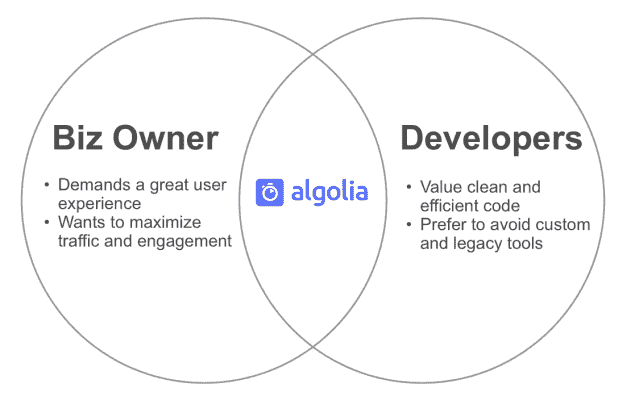 Biz Owner
• Demands a great user
experience
• Wants to maximize
traffic and engagement
algolia
Developers
• Value clean and
efficient code
• Prefer to avoid custom
and legacy tools